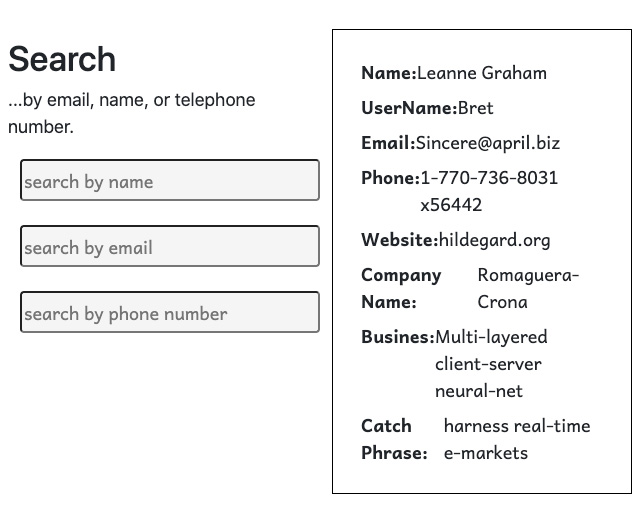 Search
...by email, name, or telephone
number.
search by name
search by email
search by phone number
Name:Leanne Graham
UserName:Bret
Email:Sincere@april.biz
Phone:1-770-736-8031
x56442
Website:hildegard.org
Company Romaguera-
Name: Crona
Busines:Multi-layered
client-server
neural-net
Catch harness real-time
Phrase: e-markets